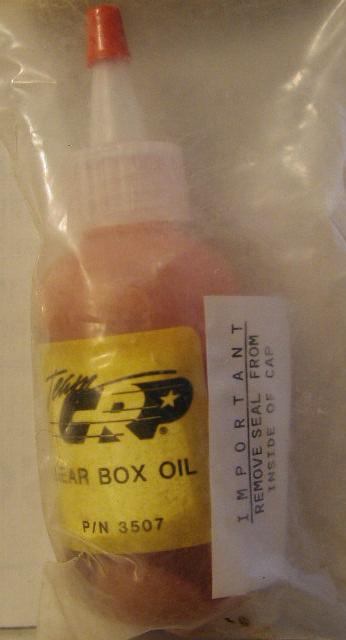 Team
CRP
GEAR BOX OIL
P/N 3507
IMPORTANT
REMOVE SEAL FROM
INSIDE OF CAP